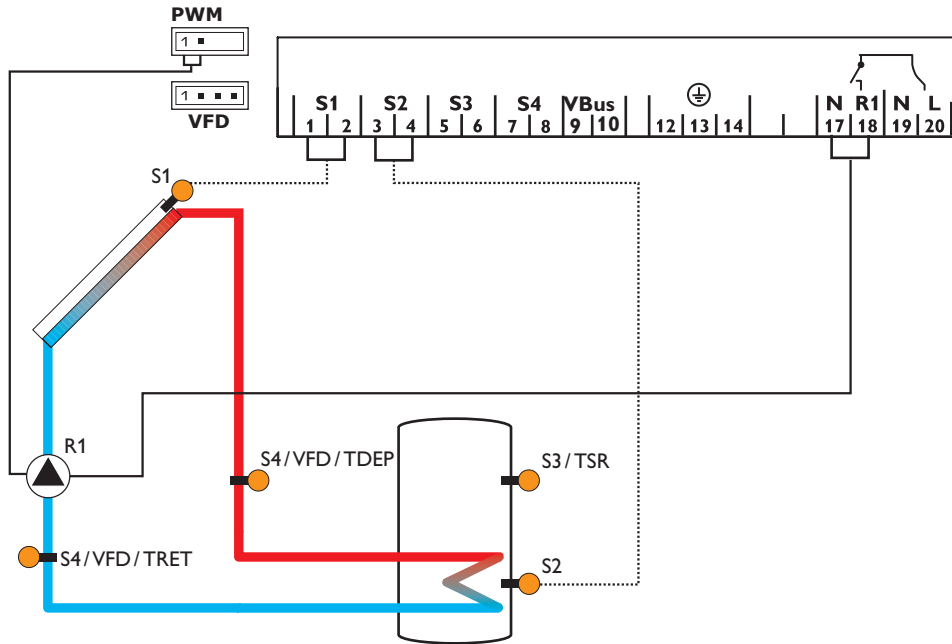 PWM
1
1
VFD
S1 S2 S3 S4 VBus N R1 N L
1 2 3 4 5 6 7 8 9 10 12 13 14 17 18 19 20
S1
R1
S4/VFD/TDEP
S3/TSR
S4/VFD/TRET
S2